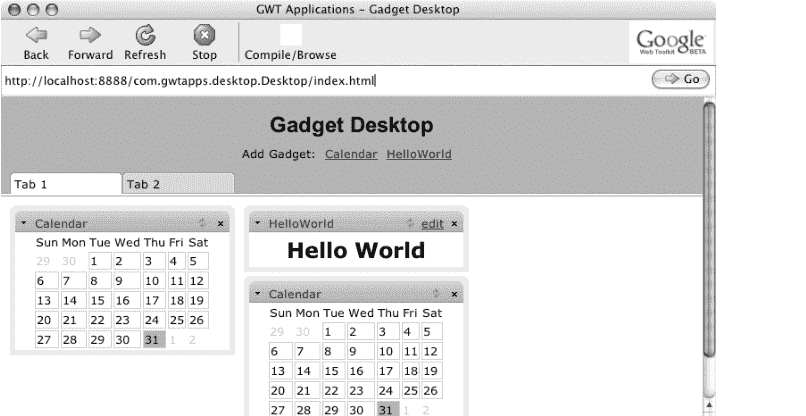 GWT Applications – Gadget Desktop
Back Forward Refresh Stop Compile/Browse
Google
Web Toolkit BETA
http://localhost:8888/com.gwtapps.desktop.Desktop/index.html
Go
Gadget Desktop
Add Gadget: Calendar HelloWorld
Tab 1 Tab 2
Calendar ×
Sun Mon Tue Wed Thu Fri Sat
29 30 1 2 3 4 5
6 7 8 9 10 11 12
13 14 15 16 17 18 19
20 21 22 23 24 25 26
27 28 29 30 31 1 2
HelloWorld edit ×
Hello World
Calendar ×
Sun Mon Tue Wed Thu Fri Sat
29 30 1 2 3 4 5
6 7 8 9 10 11 12
13 14 15 16 17 18 19
20 21 22 23 24 25 26
27 28 29 30 31 1 2